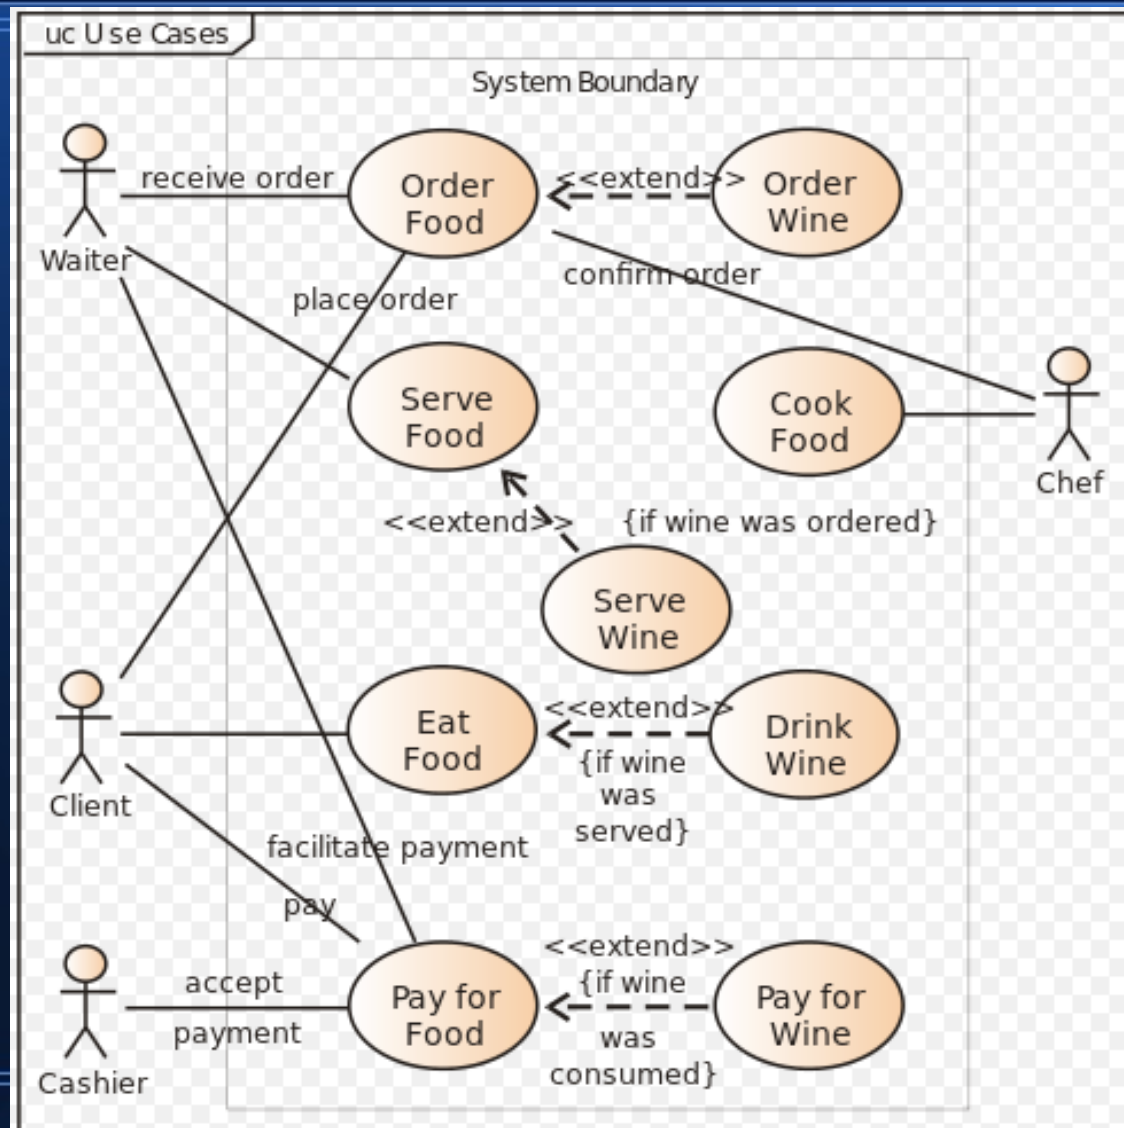 uc Use Cases
System Boundary
receive order
Order
Food
<<extend>>
Order
Wine
Waiter
confirm order
place order
Serve
Food
Cook
Food
Chef
<<extend>>
{if wine was ordered}
Serve
Wine
Eat
Food
<<extend>>
{if wine
was
served}
Drink
Wine
Client
facilitate payment
pay
accept
payment
Cashier
Pay for
Food
<<extend>>
{if wine
was
consumed}
Pay for
Wine